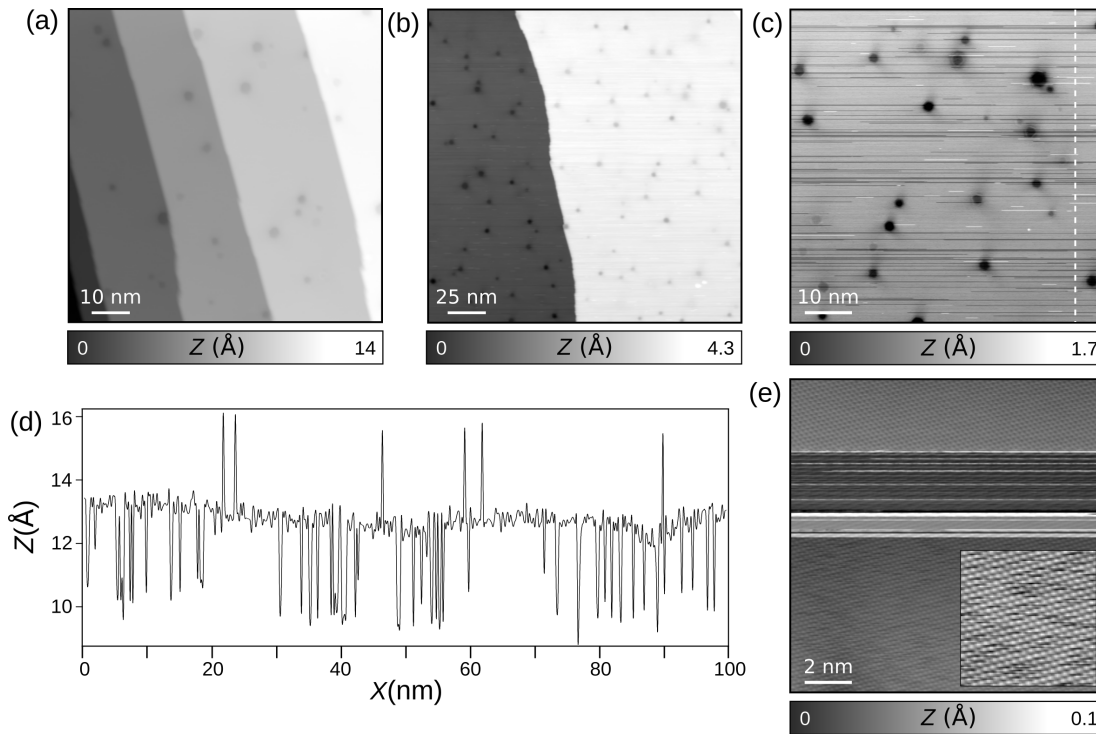 (a)
10 nm
0 Z (Å) 14
(b)
25 nm
0 Z (Å) 4.3
(c)
10 nm
0 Z (Å) 1.7
(d)
Z(Å)
16
14
12
10
0 20 40 60 80 100
X(nm)
(e)
2 nm
0 Z (Å) 0.1